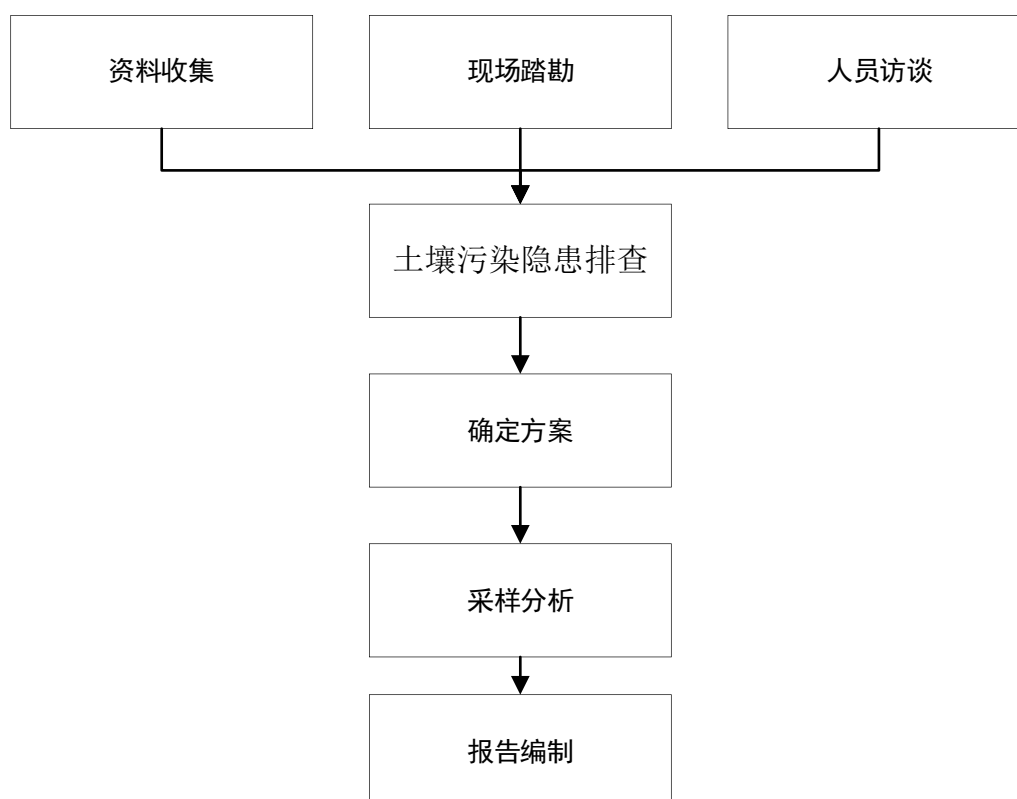 资料收集
现场踏勘
人员访谈
土壤污染隐患排查
确定方案
采样分析
报告编制